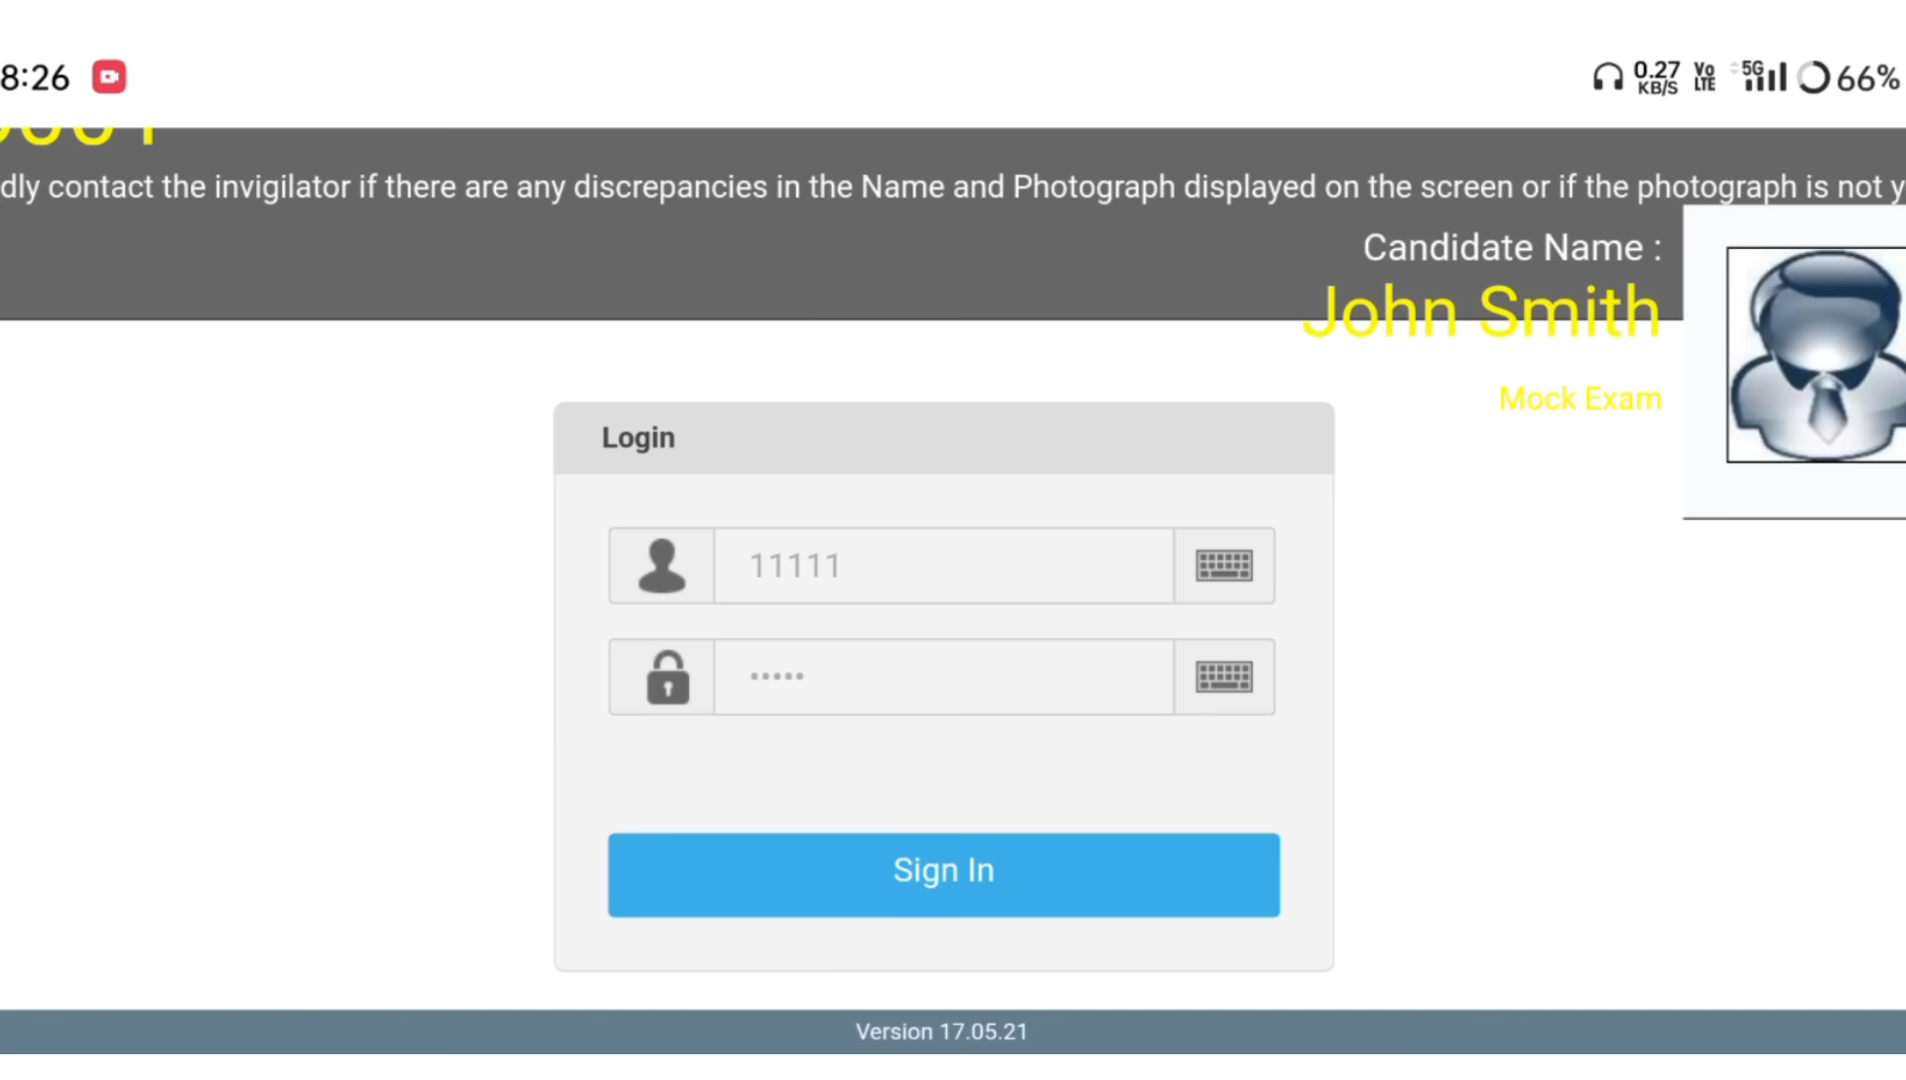 8:26
0.27 KB/S Vo LTE 5G 66%
dly contact the invigilator if there are any discrepancies in the Name and Photograph displayed on the screen or if the photograph is not y
Candidate Name :
John Smith
Mock Exam
Login
11111
•••••
Sign In
Version 17.05.21